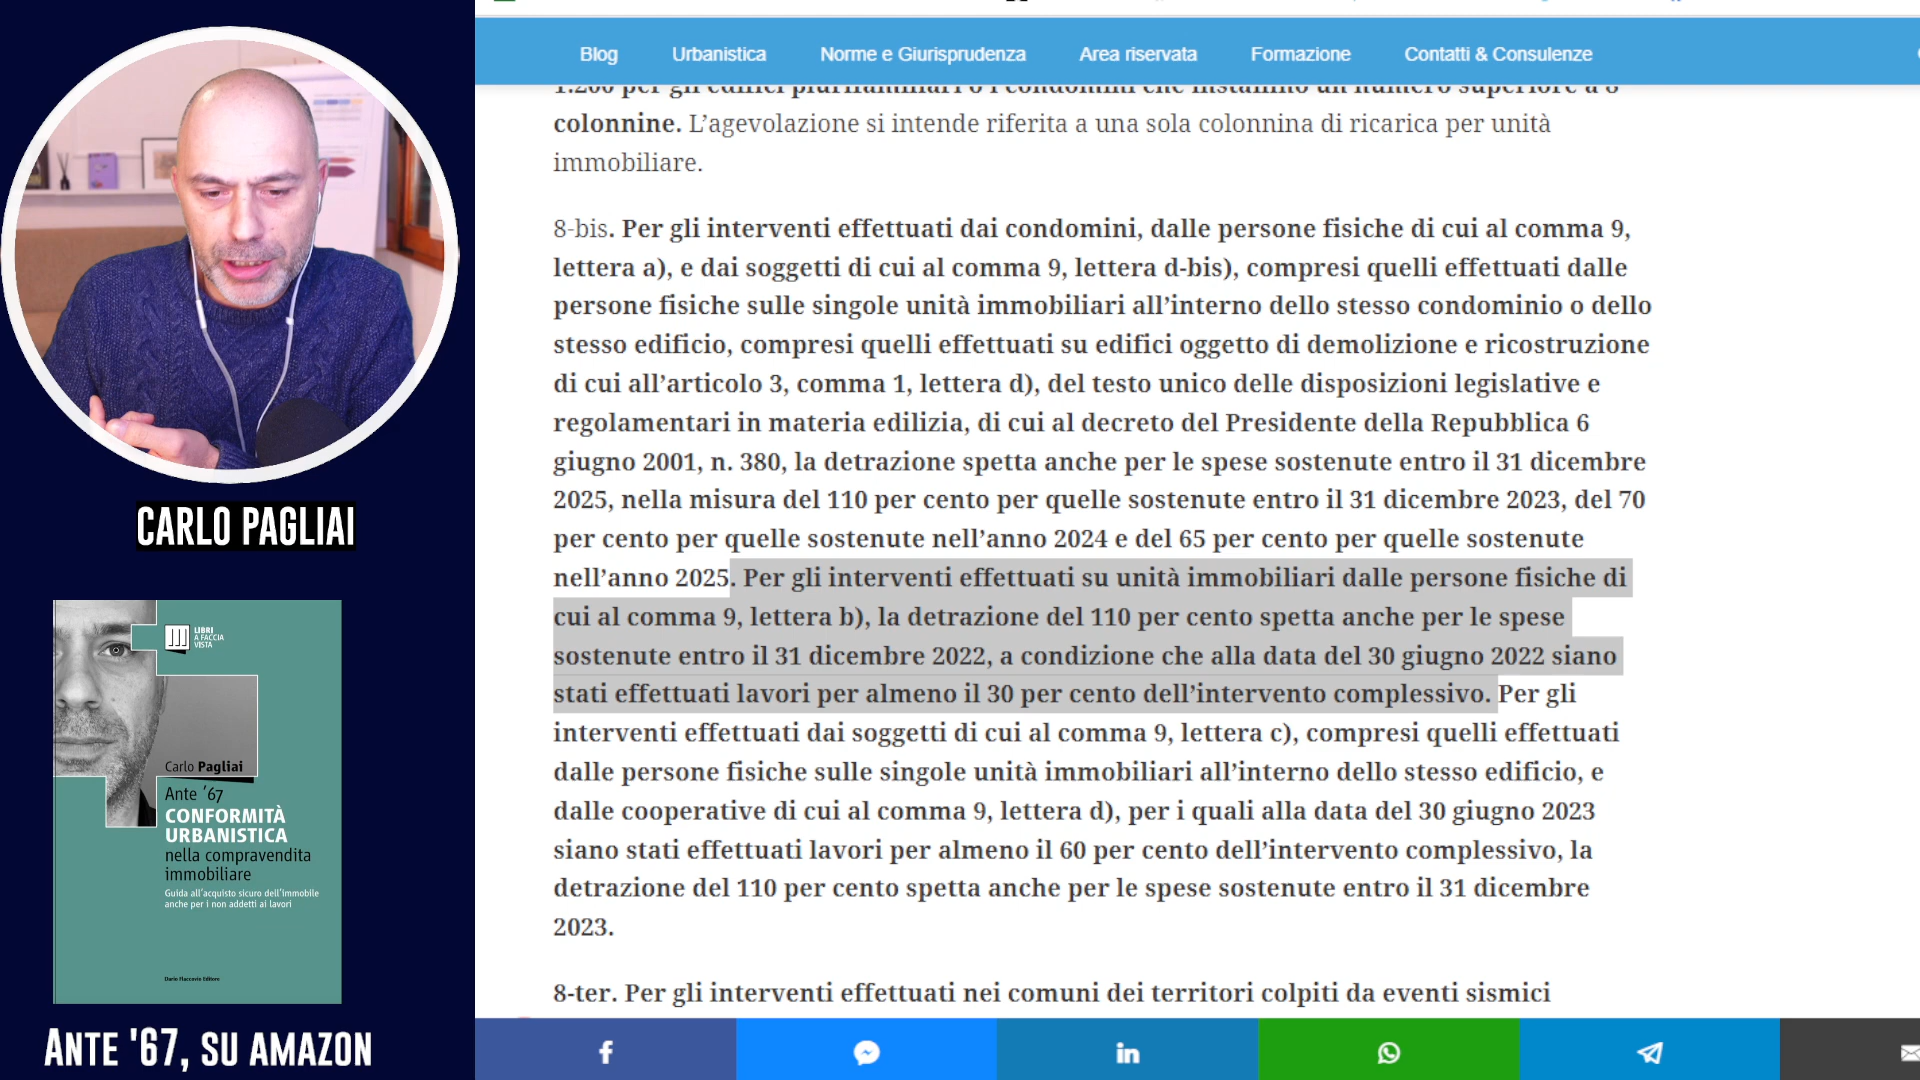 Blog Urbanistica Norme e Giurisprudenza Area riservata Formazione Contatti & Consulenze
1.200 per gli edifici plurifamiliari o i condomini che installino un numero superiore a 8
colonnine. L’agevolazione si intende riferita a una sola colonnina di ricarica per unità
immobiliare.
8-bis. Per gli interventi effettuati dai condomini, dalle persone fisiche di cui al comma 9,
lettera a), e dai soggetti di cui al comma 9, lettera d-bis), compresi quelli effettuati dalle
persone fisiche sulle singole unità immobiliari all’interno dello stesso condominio o dello
stesso edificio, compresi quelli effettuati su edifici oggetto di demolizione e ricostruzione
di cui all’articolo 3, comma 1, lettera d), del testo unico delle disposizioni legislative e
regolamentari in materia edilizia, di cui al decreto del Presidente della Repubblica 6
giugno 2001, n. 380, la detrazione spetta anche per le spese sostenute entro il 31 dicembre
2025, nella misura del 110 per cento per quelle sostenute entro il 31 dicembre 2023, del 70
per cento per quelle sostenute nell’anno 2024 e del 65 per cento per quelle sostenute
nell’anno 2025. Per gli interventi effettuati su unità immobiliari dalle persone fisiche di
cui al comma 9, lettera b), la detrazione del 110 per cento spetta anche per le spese
sostenute entro il 31 dicembre 2022, a condizione che alla data del 30 giugno 2022 siano
stati effettuati lavori per almeno il 30 per cento dell’intervento complessivo. Per gli
interventi effettuati dai soggetti di cui al comma 9, lettera c), compresi quelli effettuati
dalle persone fisiche sulle singole unità immobiliari all’interno dello stesso edificio, e
dalle cooperative di cui al comma 9, lettera d), per i quali alla data del 30 giugno 2023
siano stati effettuati lavori per almeno il 60 per cento dell’intervento complessivo, la
detrazione del 110 per cento spetta anche per le spese sostenute entro il 31 dicembre
2023.
8-ter. Per gli interventi effettuati nei comuni dei territori colpiti da eventi sismici
CARLO PAGLIAI
LIBRI
A FACCIA
VISTA
Carlo Pagliai
Ante ’67
CONFORMITÀ
URBANISTICA
nella compravendita
immobiliare
Guida all’acquisto sicuro dell’immobile
anche per i non addetti ai lavori
Dario Flaccovio Editore
ANTE '67, SU AMAZON